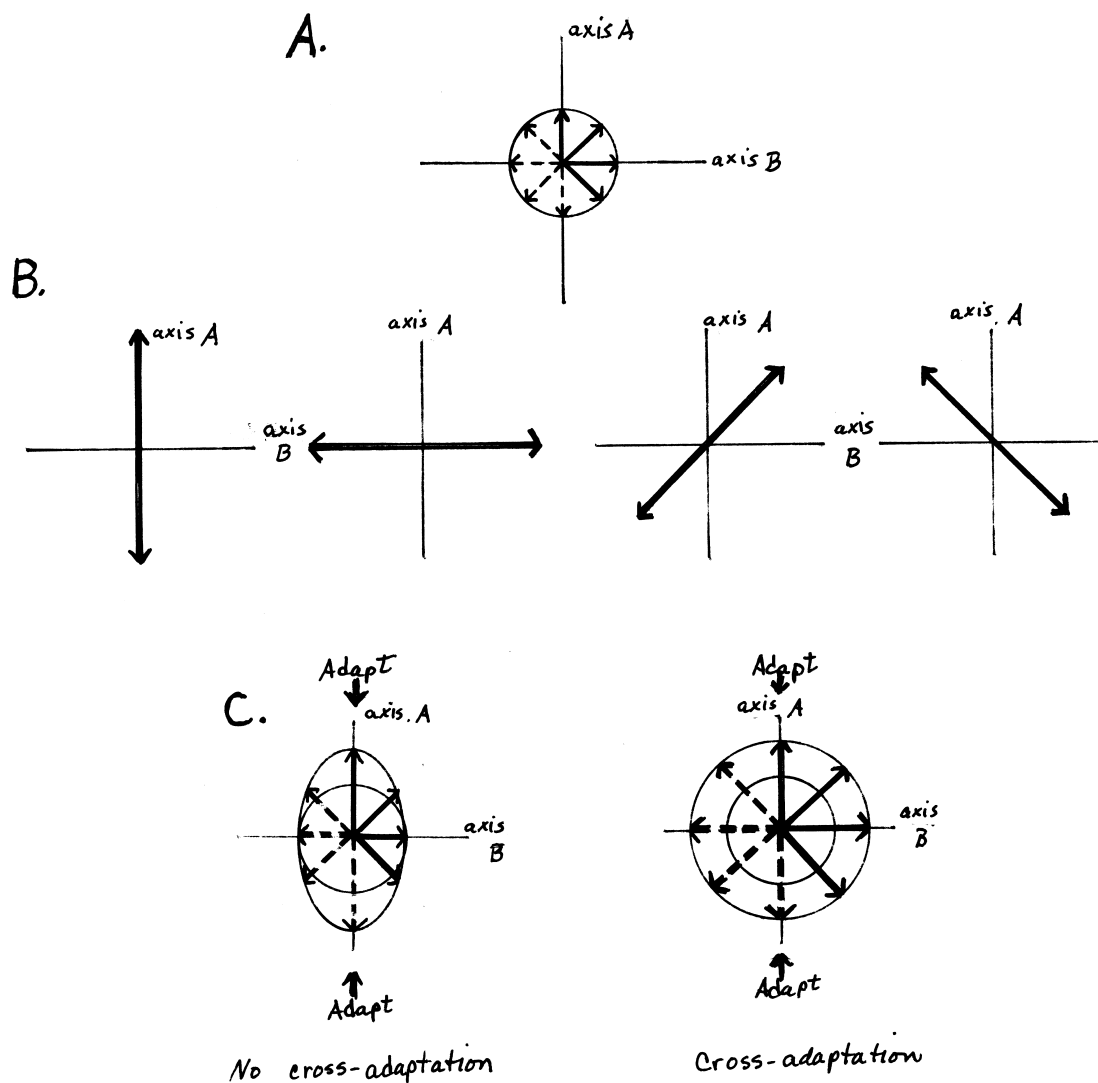 A.
axis A
axis B
B.
axis A
axis
B
axis A
axis A
axis
B
axis A
Adapt
C.
axis. A
axis
B
Adapt
No cross-adaptation
Adapt
axis A
axis
B
Adapt
Cross-adaptation